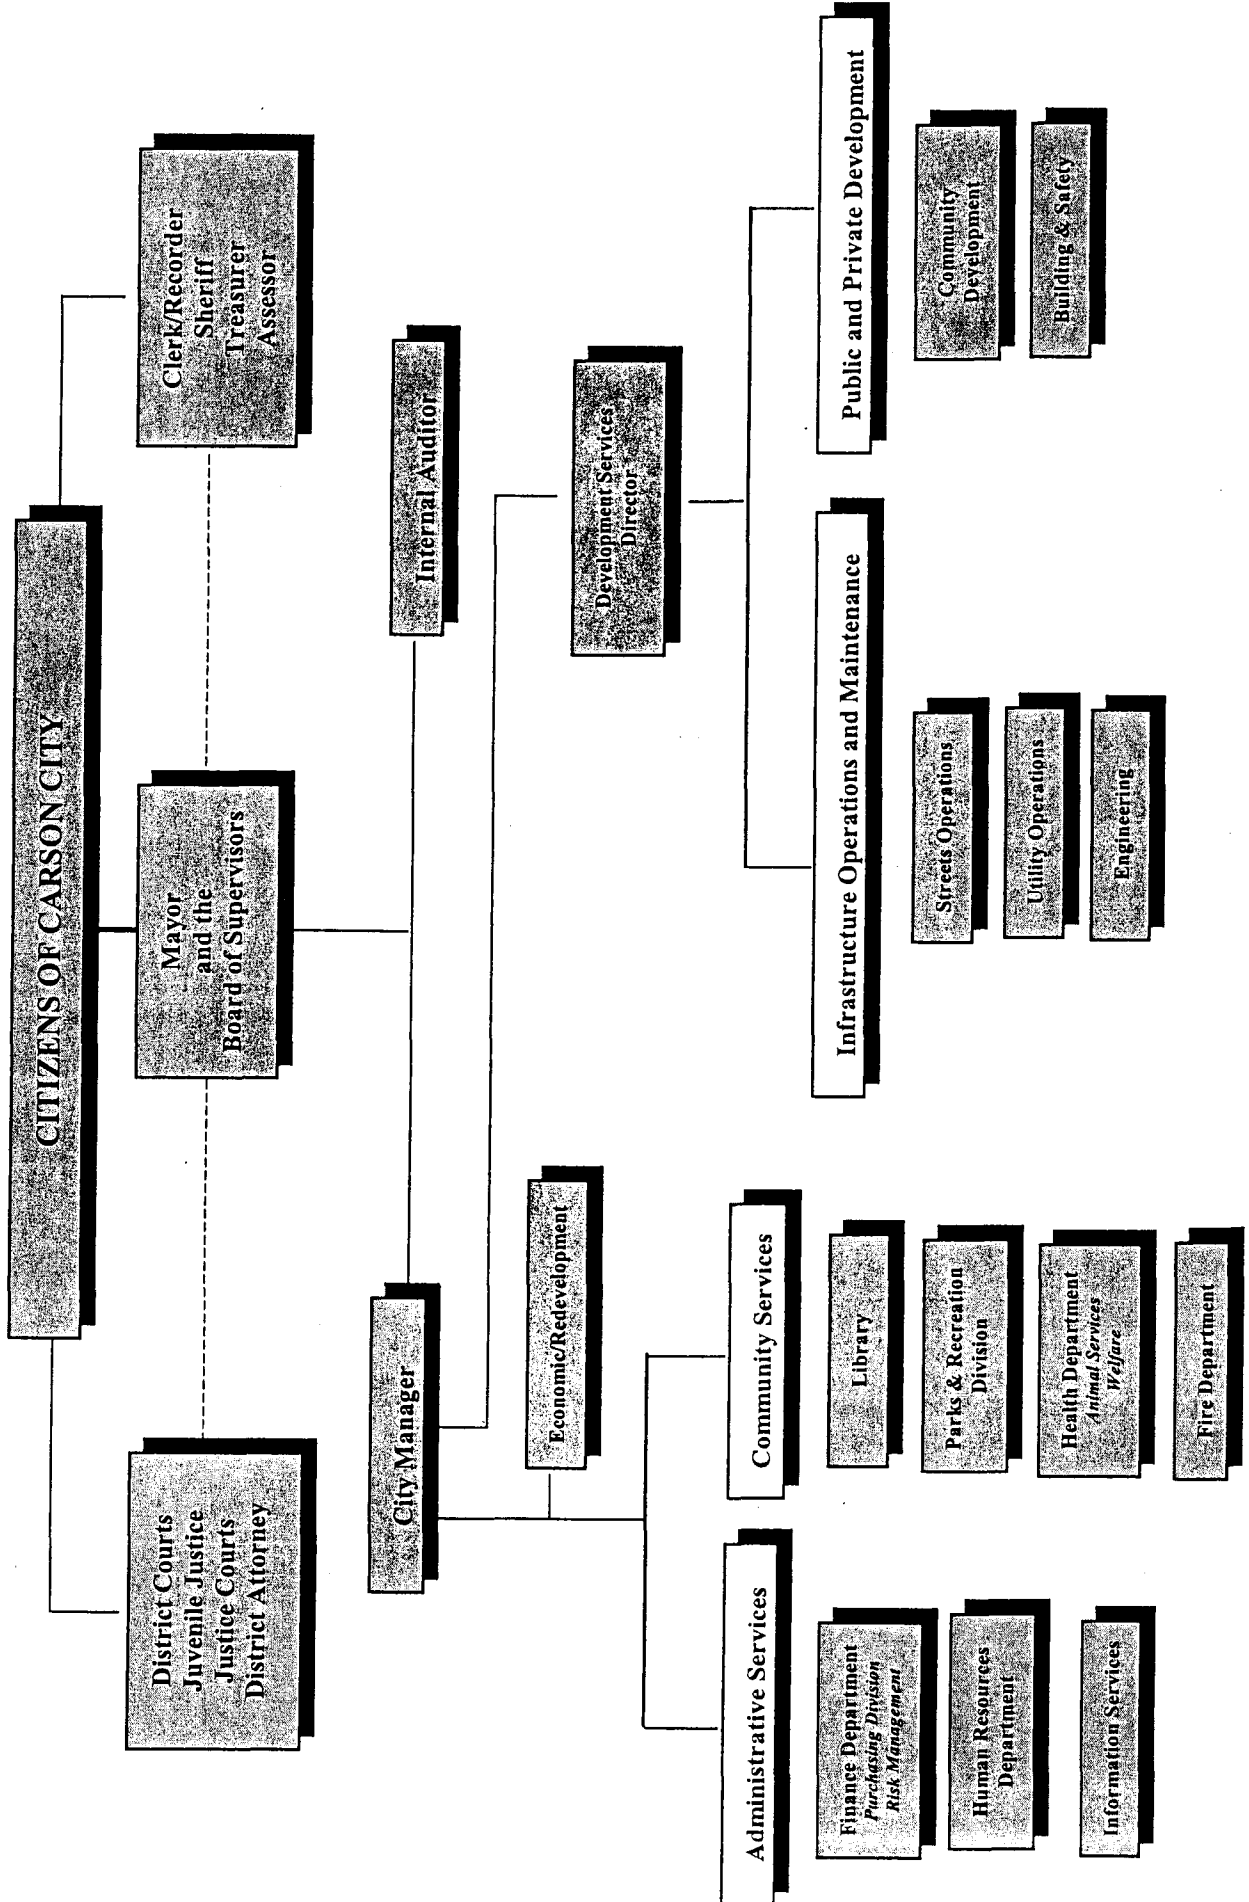 CITIZENS OF CARSON CITY
District Courts
Juvenile Justice
Justice Courts
District Attorney
Mayor
and the
Board of Supervisors
Clerk/Recorder
Sheriff
Treasurer
Assessor
City Manager
Internal Auditor
Economic/Redevelopment
Development Services
Director
Administrative Services
Finance Department
Purchasing Division
Risk Management
Human Resources
Department
Information Services
Community Services
Library
Parks & Recreation
Division
Health Department
Animal Services
Welfare
Fire Department
Infrastructure Operations and Maintenance
Streets Operations
Utility Operations
Engineering
Public and Private Development
Community
Development
Building & Safety